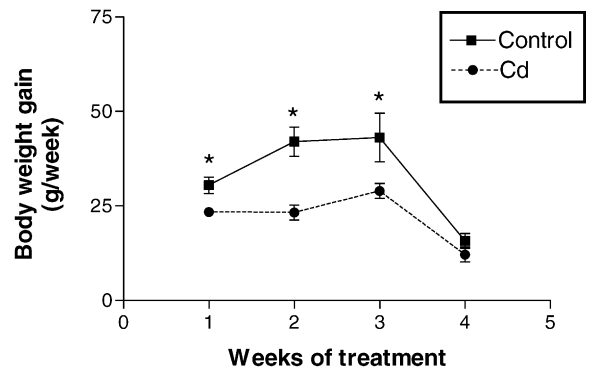 75
50
25
0
Body weight gain
(g/week)
*
*
*
Control
Cd
0 1 2 3 4 5
Weeks of treatment